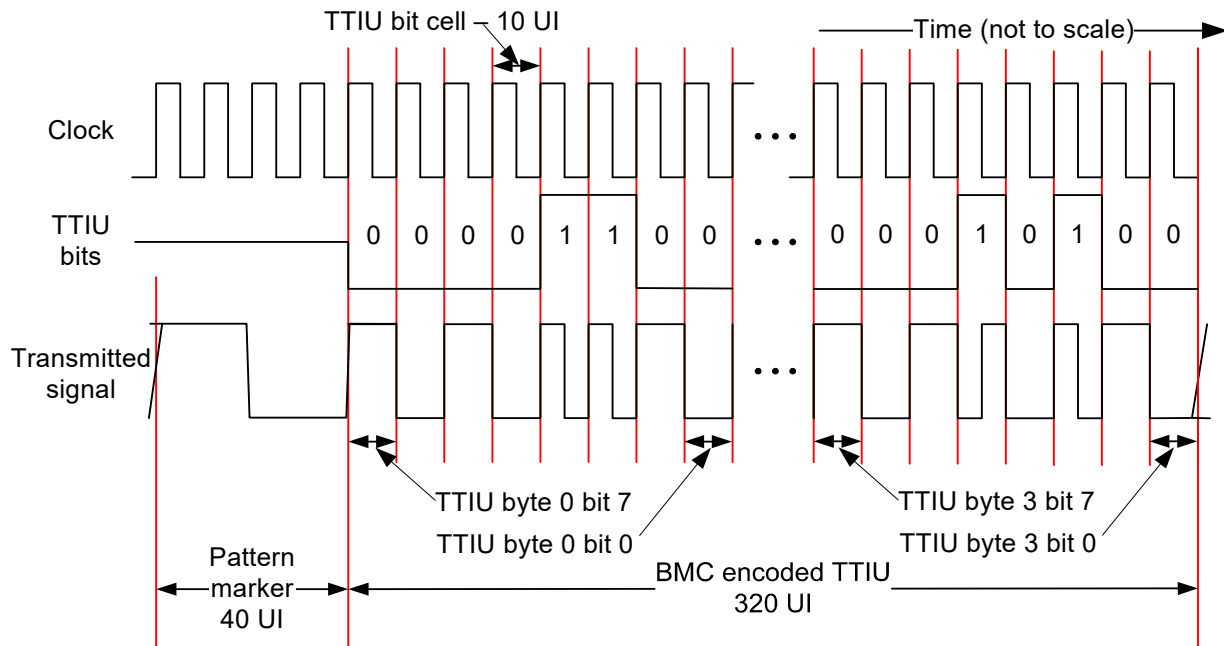 TTIU bit cell – 10 UI
Time (not to scale)
Clock
• • •
TTIU
bits
0 0 0 0 1 1 0 0 • • • 0 0 0 1 0 1 0 0
Transmitted
signal
• • •
TTIU byte 0 bit 7
TTIU byte 0 bit 0
TTIU byte 3 bit 7
TTIU byte 3 bit 0
Pattern
marker
40 UI
BMC encoded TTIU
320 UI